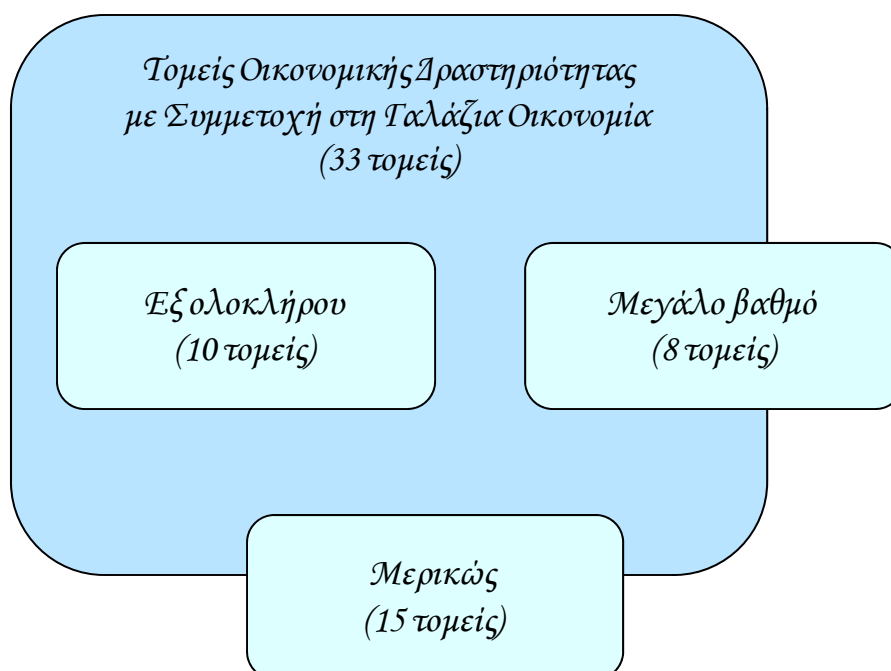 Τομείς Οικονομικής Δραστηριότητας
με Συμμετοχή στη Γαλάζια Οικονομία
(33 τομείς)
Εξ ολοκλήρου
(10 τομείς)
Μεγάλο βαθμό
(8 τομείς)
Μερικώς
(15 τομείς)